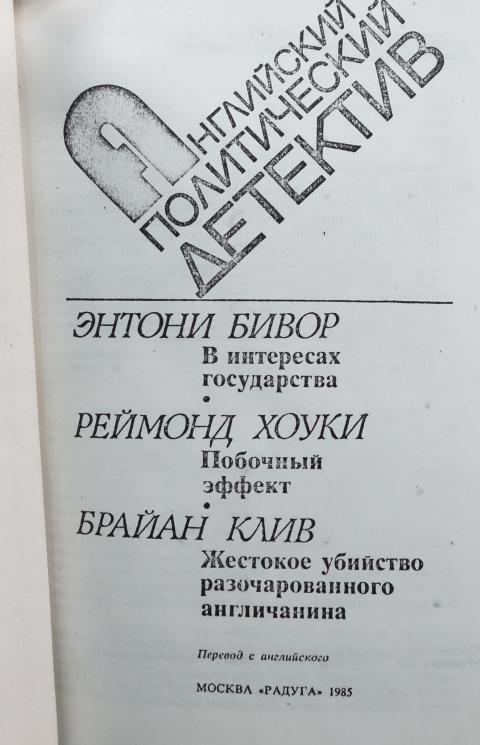 Английский
политический
детектив
ЭНТОНИ БИВОР
В интересах
государства
•
РЕЙМОНД ХОУКИ
Побочный
эффект
•
БРАЙАН КЛИВ
Жестокое убийство
разочарованного
англичанина
Перевод с английского
МОСКВА «РАДУГА» 1985